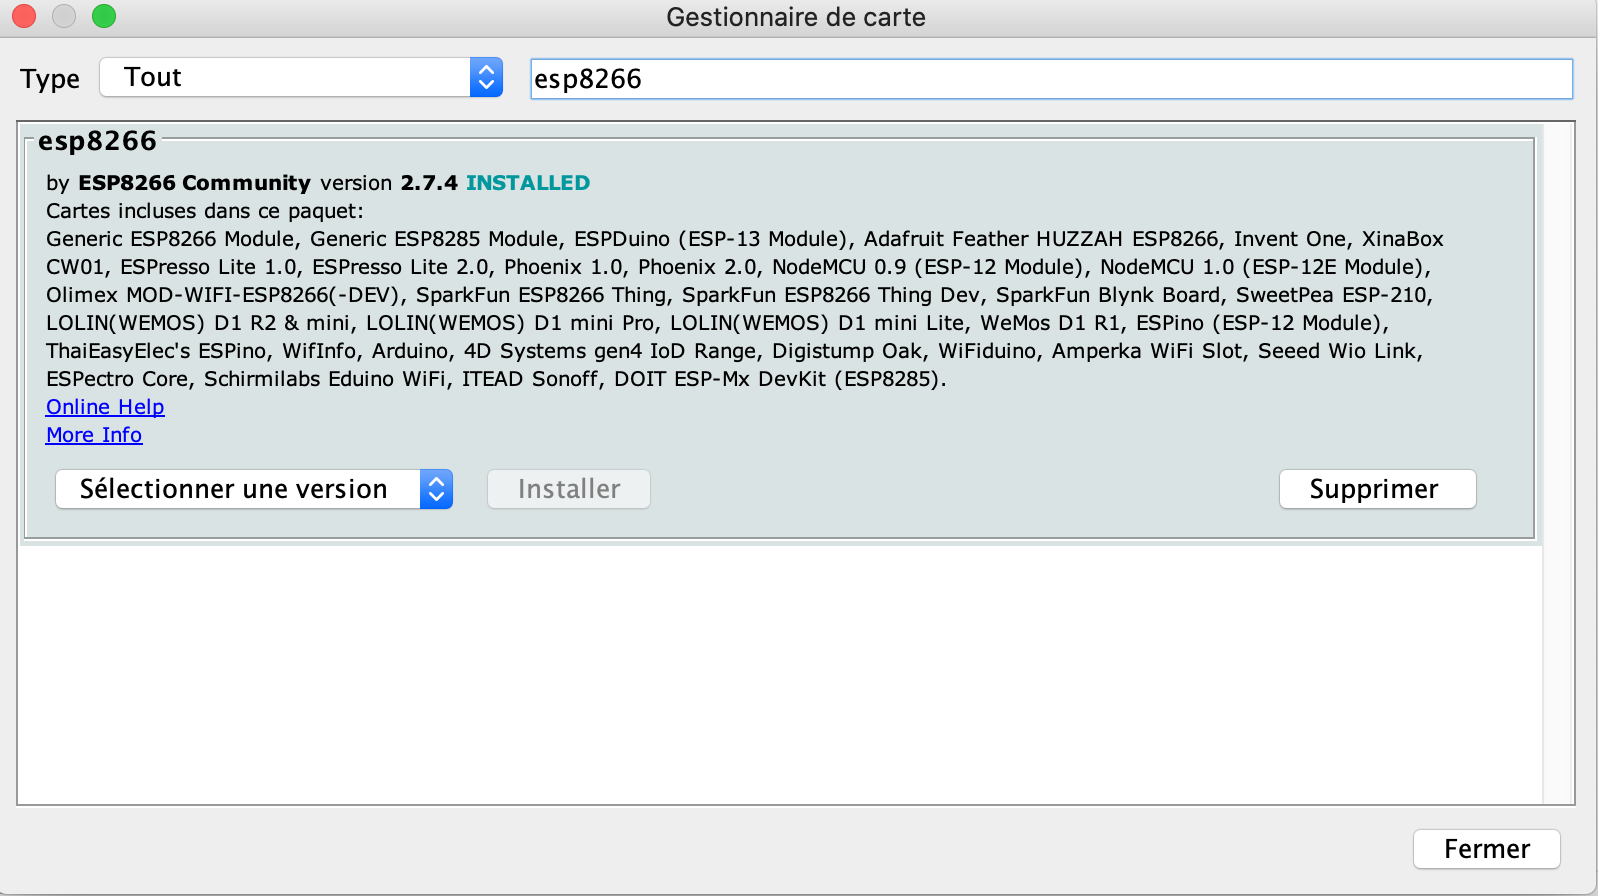 Gestionnaire de carte
Type Tout esp8266
esp8266
by ESP8266 Community version 2.7.4 INSTALLED
Cartes incluses dans ce paquet:
Generic ESP8266 Module, Generic ESP8285 Module, ESPDuino (ESP-13 Module), Adafruit Feather HUZZAH ESP8266, Invent One, XinaBox
CW01, ESPresso Lite 1.0, ESPresso Lite 2.0, Phoenix 1.0, Phoenix 2.0, NodeMCU 0.9 (ESP-12 Module), NodeMCU 1.0 (ESP-12E Module),
Olimex MOD-WIFI-ESP8266(-DEV), SparkFun ESP8266 Thing, SparkFun ESP8266 Thing Dev, SparkFun Blynk Board, SweetPea ESP-210,
LOLIN(WEMOS) D1 R2 & mini, LOLIN(WEMOS) D1 mini Pro, LOLIN(WEMOS) D1 mini Lite, WeMos D1 R1, ESPino (ESP-12 Module),
ThaiEasyElec's ESPino, WifInfo, Arduino, 4D Systems gen4 IoD Range, Digistump Oak, WiFiduino, Amperka WiFi Slot, Seeed Wio Link,
ESPectro Core, Schirmilabs Eduino WiFi, ITEAD Sonoff, DOIT ESP-Mx DevKit (ESP8285).
Online Help
More Info
Sélectionner une version Installer Supprimer
Fermer